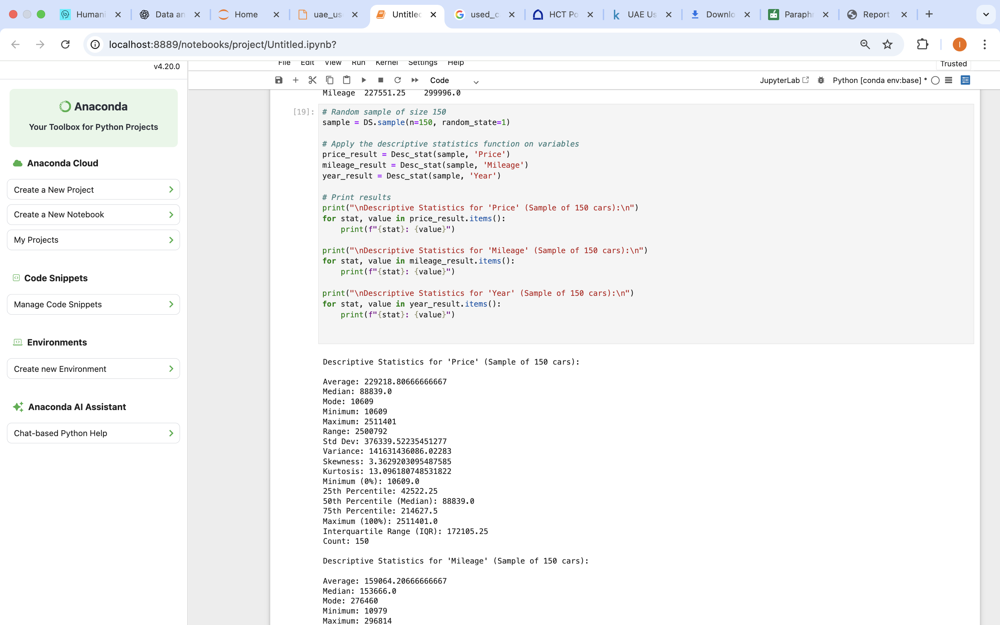 Humani
Data an
Home
uae_us
Untitled
used_c
HCT Po
UAE Us
Downlo
Paraphr
Report
localhost:8889/notebooks/project/Untitled.ipynb?
I
v4.20.0
Anaconda
Your Toolbox for Python Projects
Anaconda Cloud
Create a New Project
Create a New Notebook
My Projects
Code Snippets
Manage Code Snippets
Environments
Create new Environment
Anaconda AI Assistant
Chat-based Python Help
File Edit View Run Kernel Settings Help
Trusted
Code
JupyterLab
Python [conda env:base] *
Mileage 227551.25 299996.0
[19]:
# Random sample of size 150
sample = DS.sample(n=150, random_state=1)
# Apply the descriptive statistics function on variables
price_result = Desc_stat(sample, 'Price')
mileage_result = Desc_stat(sample, 'Mileage')
year_result = Desc_stat(sample, 'Year')
# Print results
print("\nDescriptive Statistics for 'Price' (Sample of 150 cars):\n")
for stat, value in price_result.items():
    print(f"{stat}: {value}")
print("\nDescriptive Statistics for 'Mileage' (Sample of 150 cars):\n")
for stat, value in mileage_result.items():
    print(f"{stat}: {value}")
print("\nDescriptive Statistics for 'Year' (Sample of 150 cars):\n")
for stat, value in year_result.items():
    print(f"{stat}: {value}")
Descriptive Statistics for 'Price' (Sample of 150 cars):
Average: 229218.80666666667
Median: 88839.0
Mode: 10609
Minimum: 10609
Maximum: 2511401
Range: 2500792
Std Dev: 376339.52235451277
Variance: 141631436086.02283
Skewness: 3.3629203095487585
Kurtosis: 13.096180748531822
Minimum (0%): 10609.0
25th Percentile: 42522.25
50th Percentile (Median): 88839.0
75th Percentile: 214627.5
Maximum (100%): 2511401.0
Interquartile Range (IQR): 172105.25
Count: 150
Descriptive Statistics for 'Mileage' (Sample of 150 cars):
Average: 159064.20666666667
Median: 153666.0
Mode: 276460
Minimum: 10979
Maximum: 296814